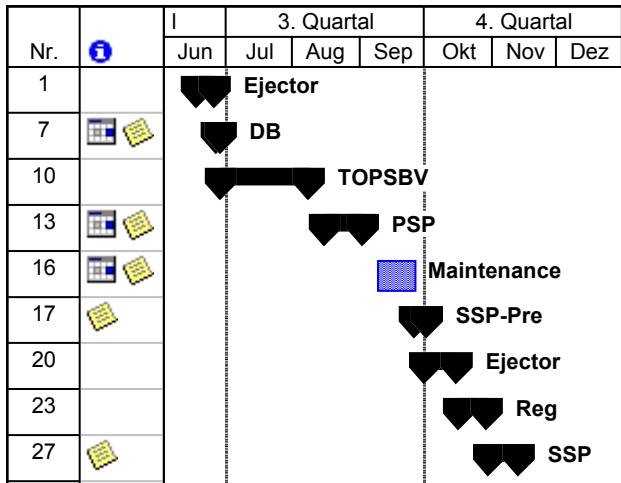 I 3. Quartal 4. Quartal
Nr. Jun Jul Aug Sep Okt Nov Dez
1 Ejector
7 DB
10 TOPSBV
13 PSP
16 Maintenance
17 SSP-Pre
20 Ejector
23 Reg
27 SSP